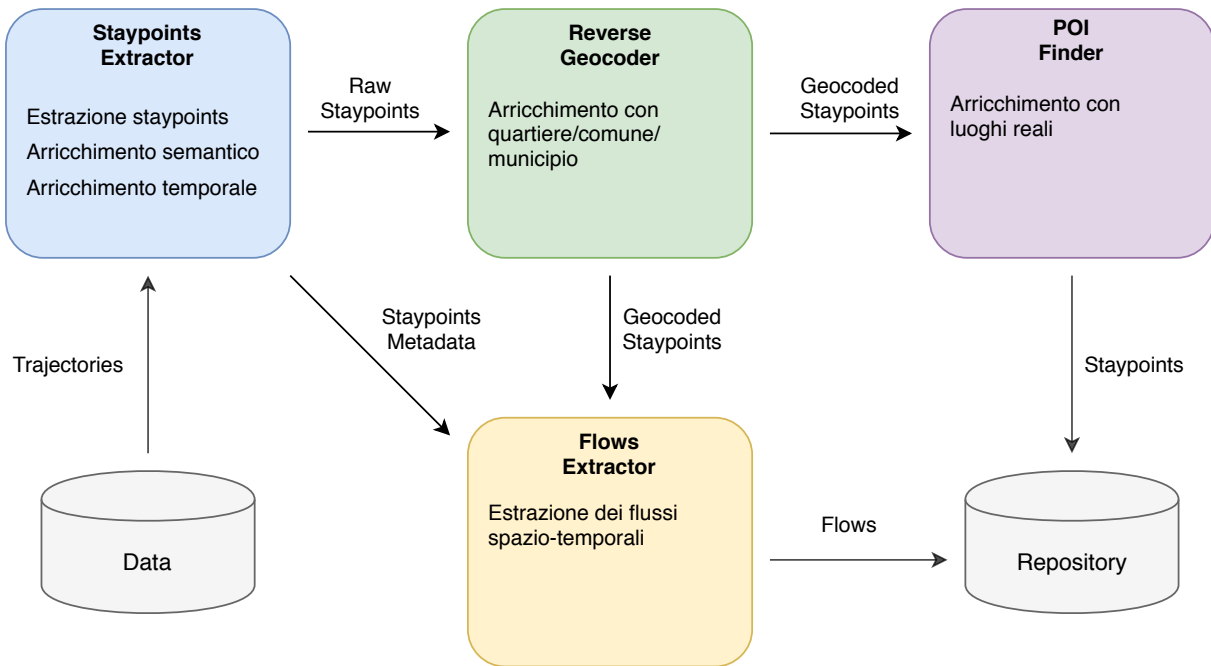 Staypoints
Extractor
Estrazione staypoints
Arricchimento semantico
Arricchimento temporale
Raw
Staypoints
Reverse
Geocoder
Arricchimento con
quartiere/comune/
municipio
Geocoded
Staypoints
POI
Finder
Arricchimento con
luoghi reali
Trajectories
Staypoints
Metadata
Geocoded
Staypoints
Staypoints
Data
Flows
Extractor
Estrazione dei flussi
spazio-temporali
Flows
Repository